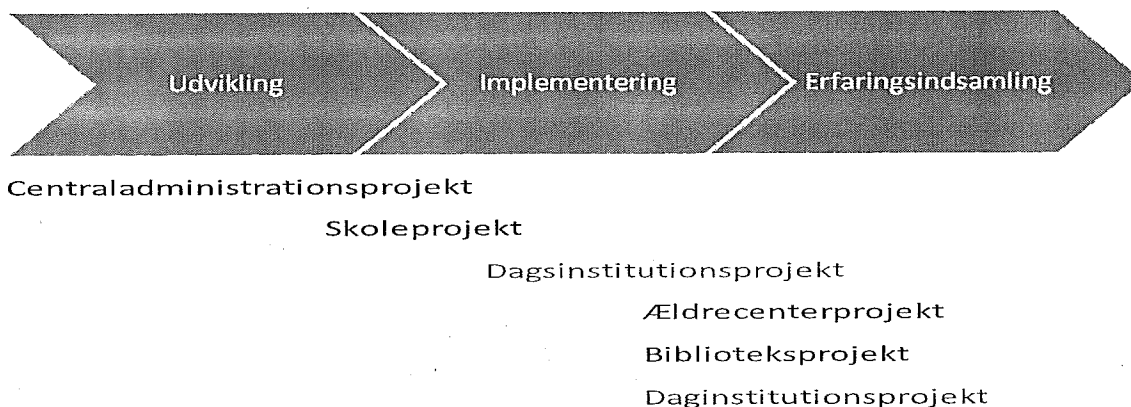 Udvikling
Implementering
Erfaringsindsamling
Centraladministrationsprojekt
Skoleprojekt
Dagsinstitutionsprojekt
Ældrecenterprojekt
Biblioteksprojekt
Daginstitutionsprojekt